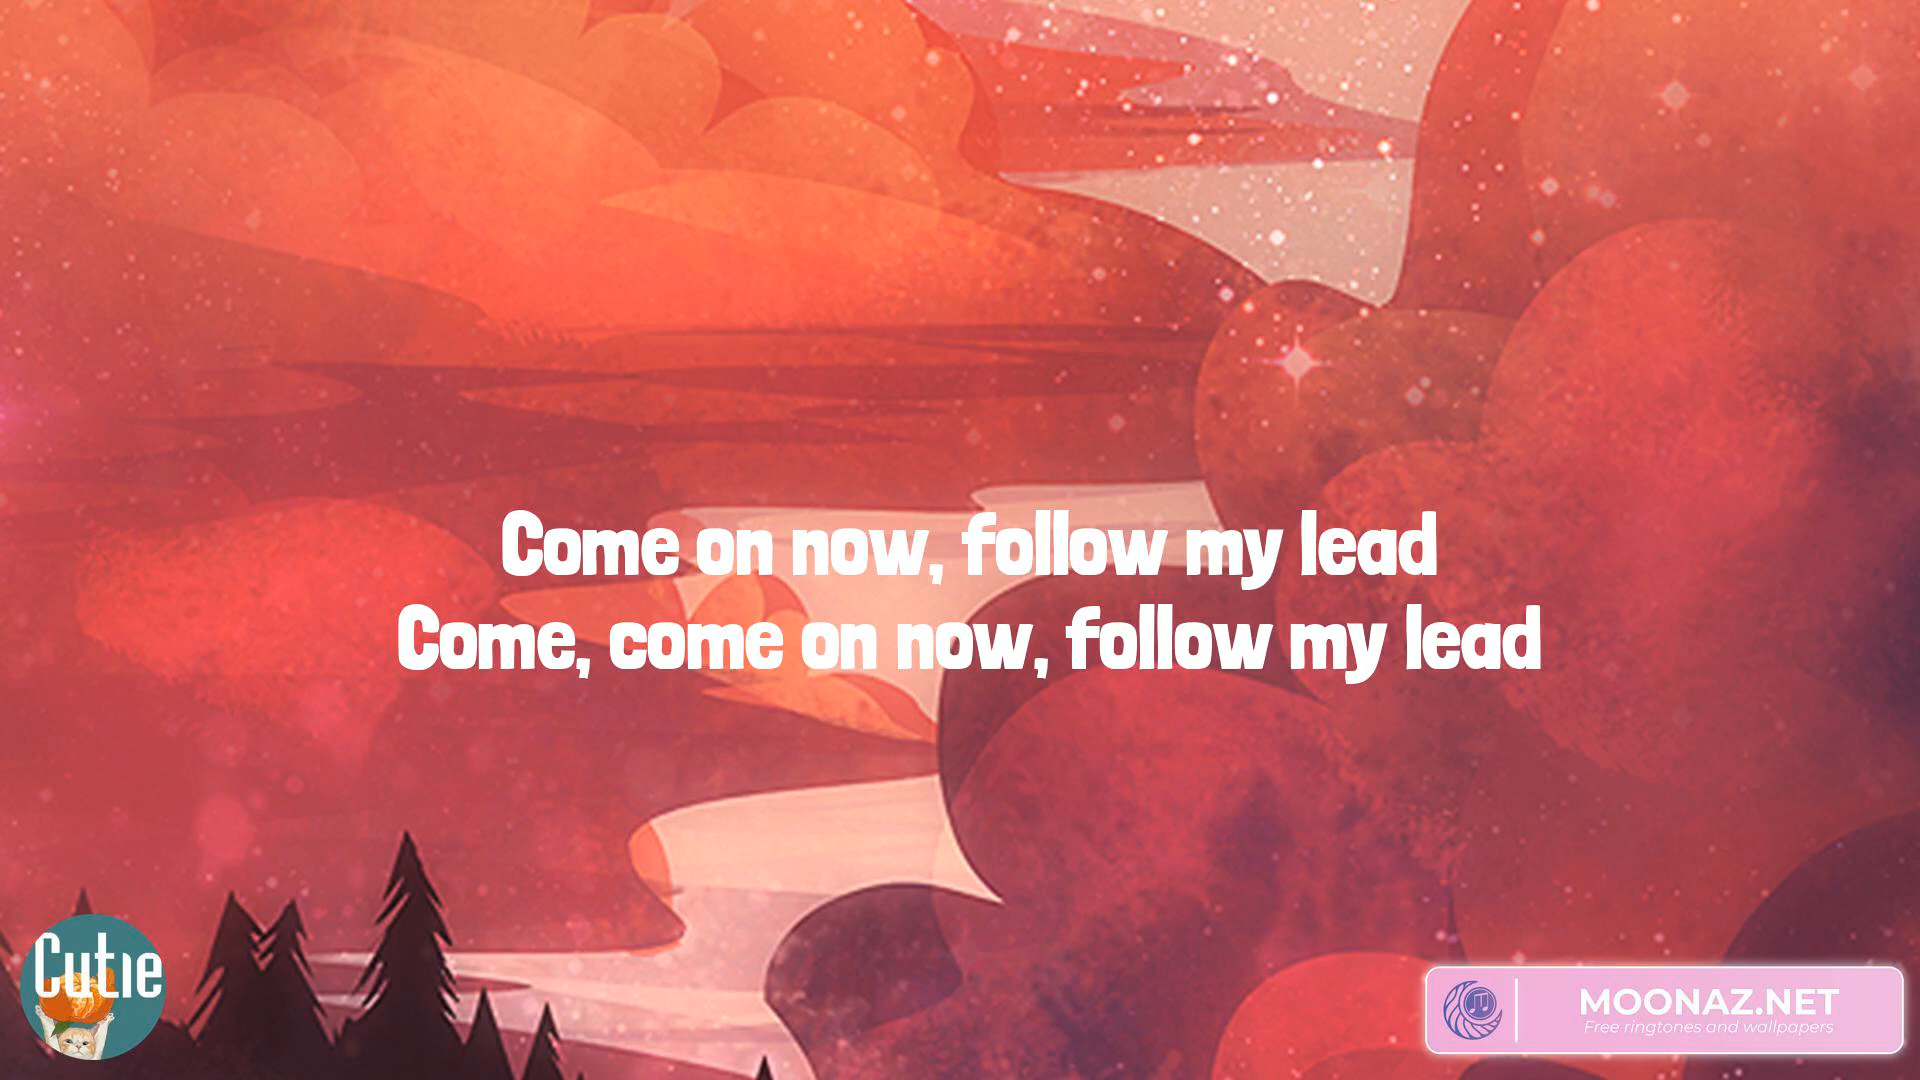 Come on now, follow my lead
Come, come on now, follow my lead
Cutie
MOONAZ.NET
Free ringtones and wallpapers